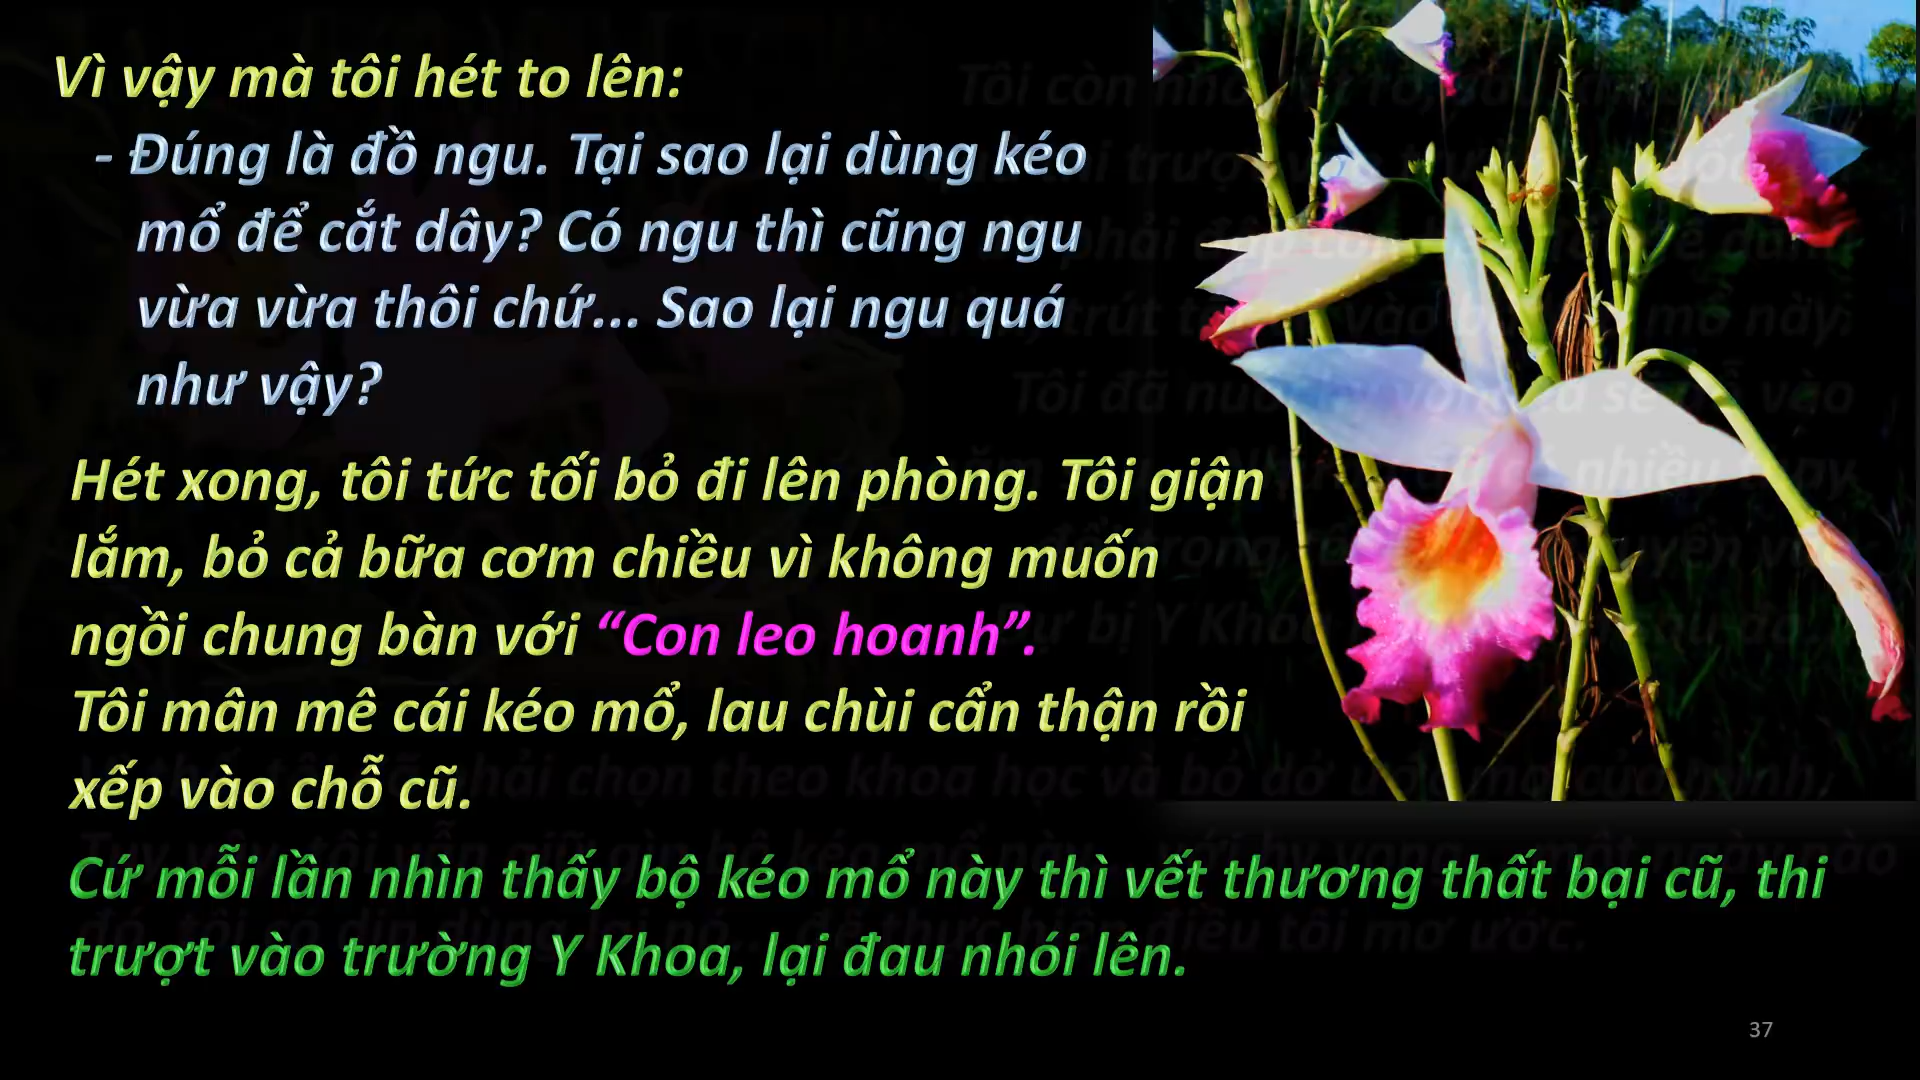 Vì vậy mà tôi hét to lên:
- Đúng là đồ ngu. Tại sao lại dùng kéo
mổ để cắt dây? Có ngu thì cũng ngu
vừa vừa thôi chứ... Sao lại ngu quá
như vậy?
Hét xong, tôi tức tối bỏ đi lên phòng. Tôi giận
lắm, bỏ cả bữa cơm chiều vì không muốn
ngồi chung bàn với “Con leo hoanh”.
Tôi mân mê cái kéo mổ, lau chùi cẩn thận rồi
xếp vào chỗ cũ.
Cứ mỗi lần nhìn thấy bộ kéo mổ này thì vết thương thất bại cũ, thi
trượt vào trường Y Khoa, lại đau nhói lên.
37